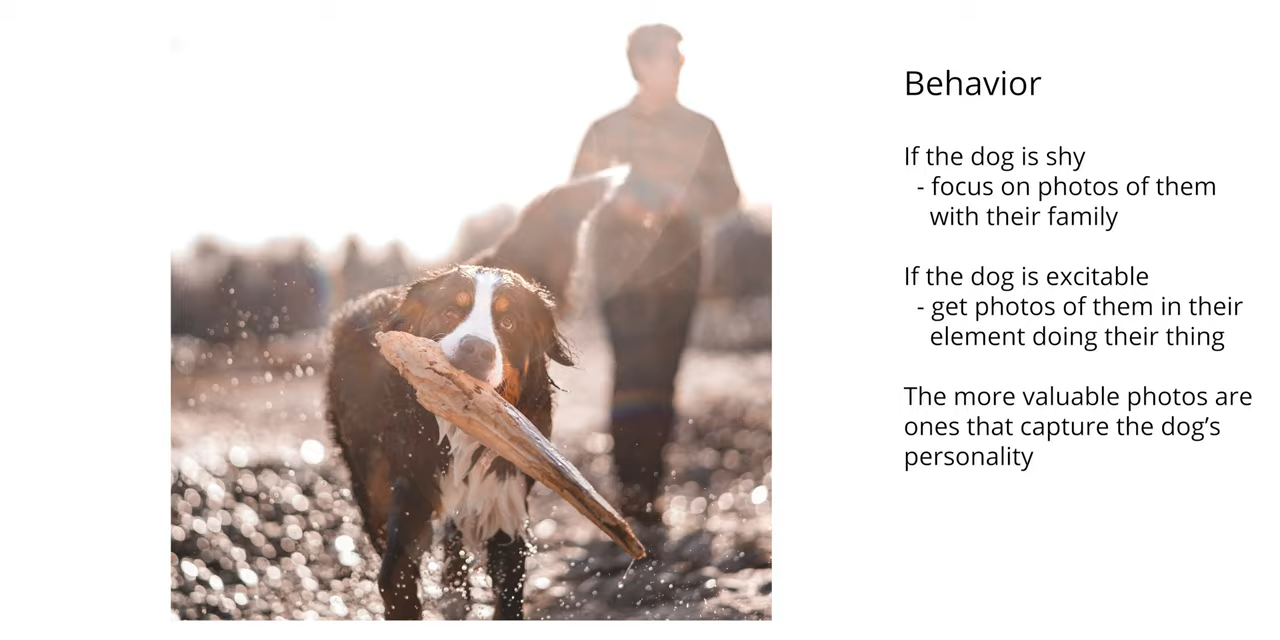 Behavior
If the dog is shy
- focus on photos of them
with their family
If the dog is excitable
- get photos of them in their
element doing their thing
The more valuable photos are
ones that capture the dog’s
personality